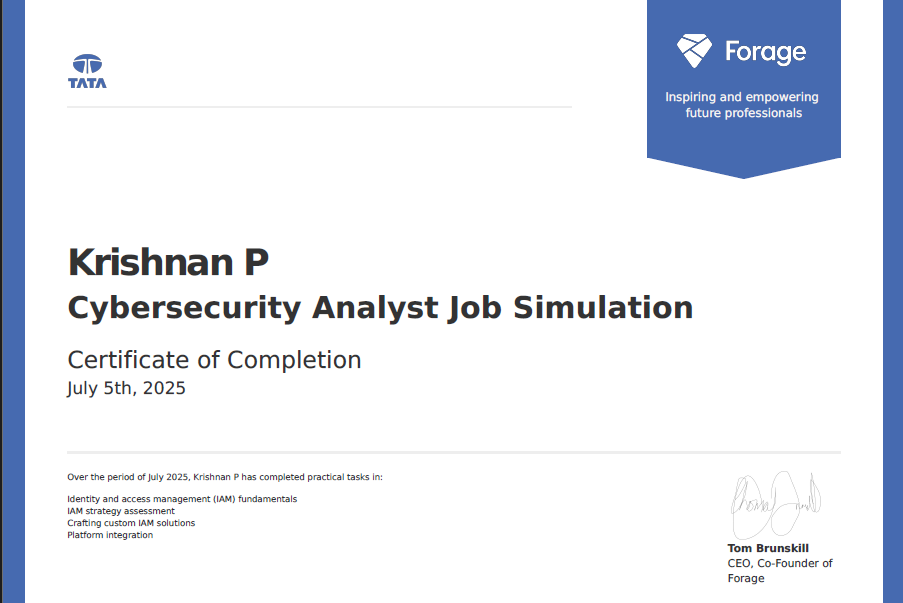 TATA
Forage
Inspiring and empowering
future professionals
Krishnan P
Cybersecurity Analyst Job Simulation
Certificate of Completion
July 5th, 2025
Over the period of July 2025, Krishnan P has completed practical tasks in:
Identity and access management (IAM) fundamentals
IAM strategy assessment
Crafting custom IAM solutions
Platform integration
Tom Brunskill
CEO, Co-Founder of
Forage